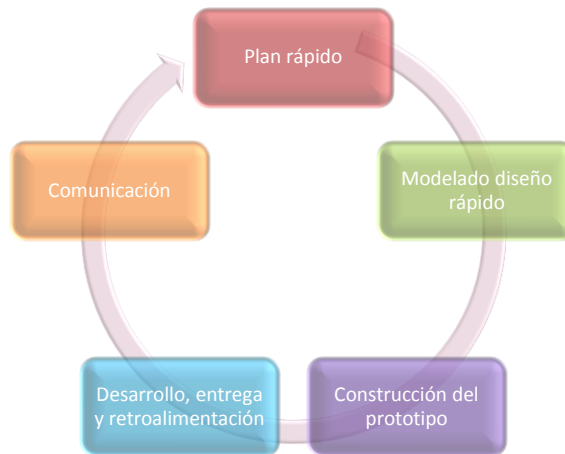 Plan rápido
Modelado diseño
rápido
Construcción del
prototipo
Desarrollo, entrega
y retroalimentación
Comunicación